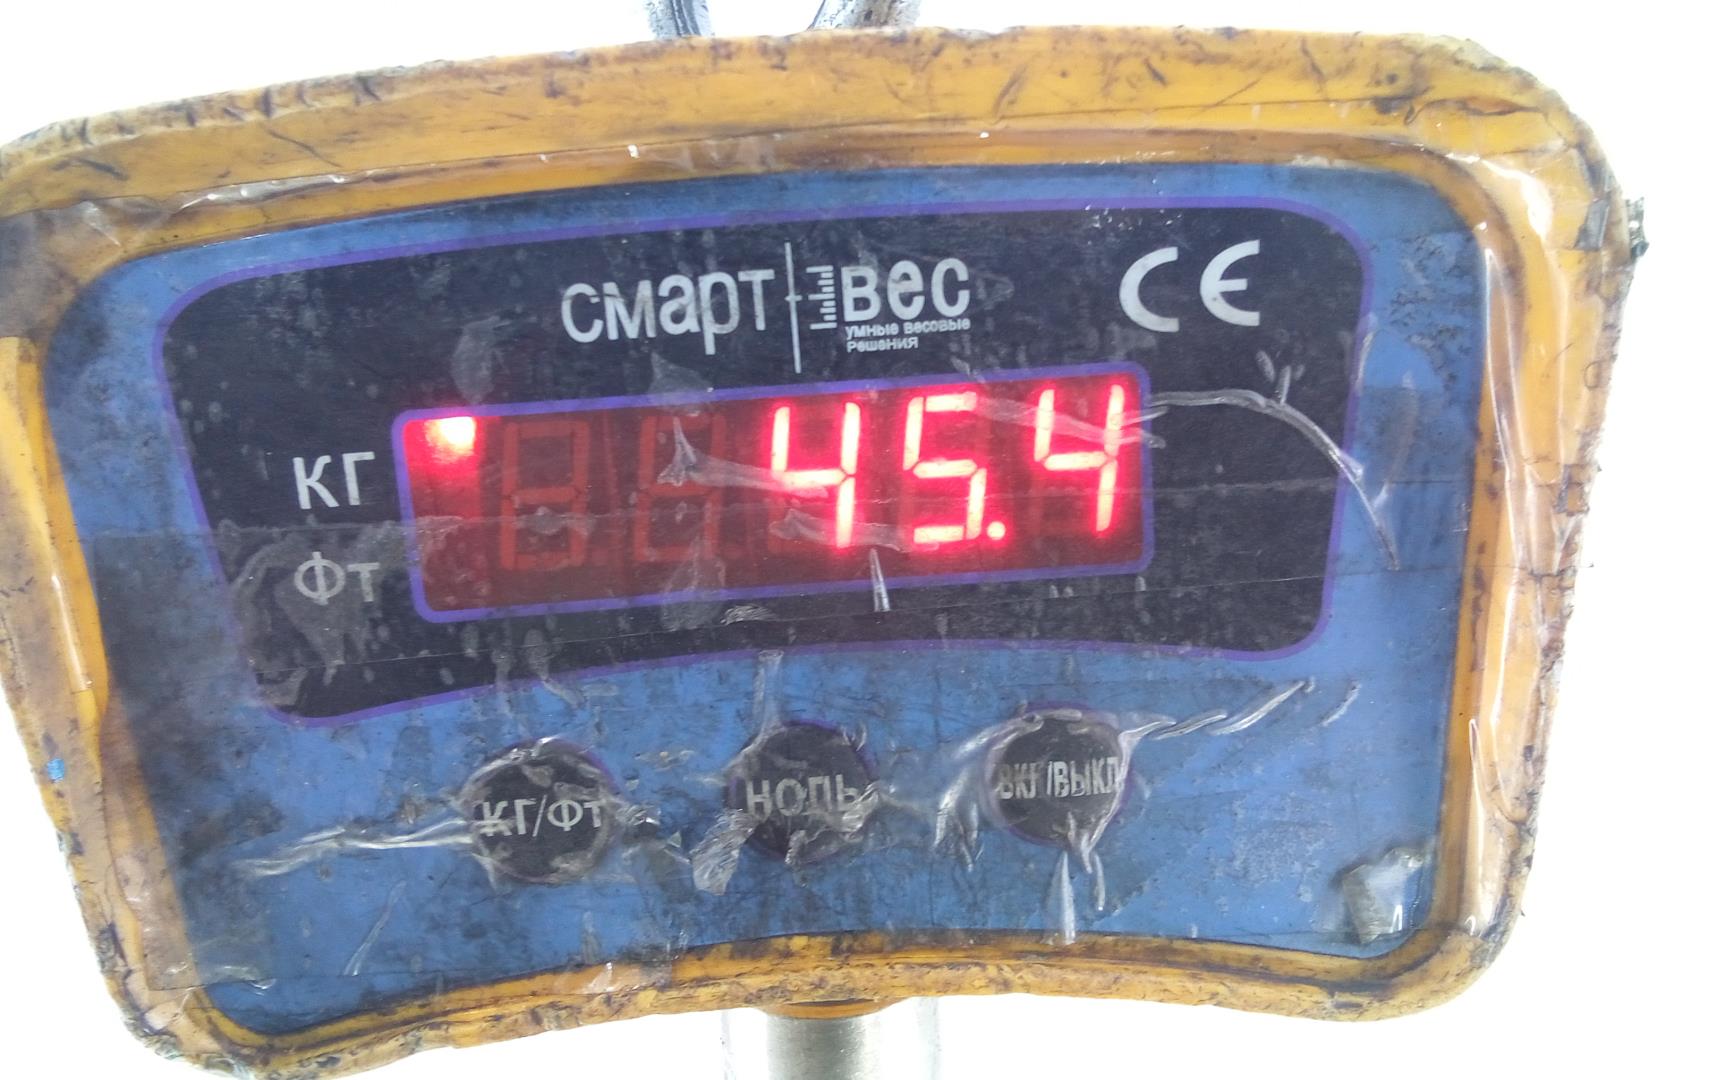 смарт вес
умные весовые
решения
CE
45.4
КГ
Фт
КГ/Фт
НОЛЬ
ВКЛ/ВЫКЛ